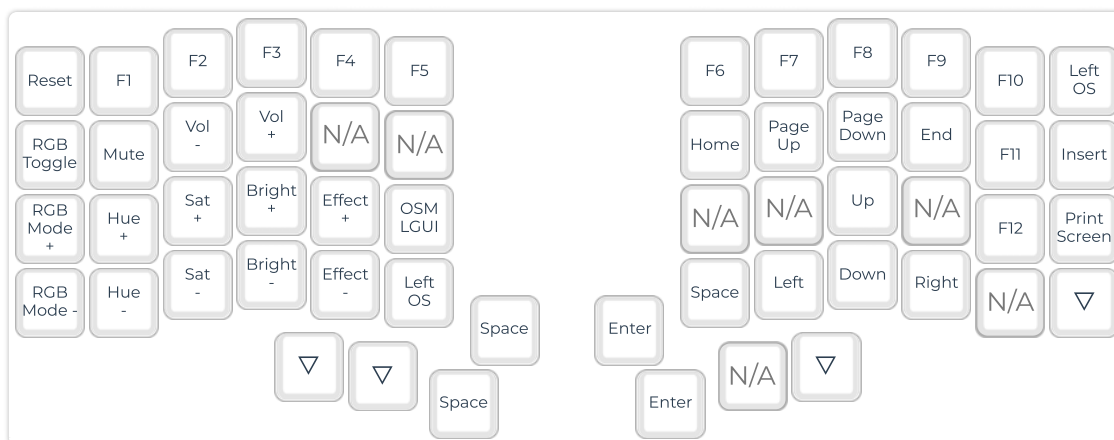 Reset F1 F2 F3 F4 F5 F6 F7 F8 F9 F10 Left
OS
RGB
Toggle Mute Vol
- Vol
+ N/A N/A Home Page
Up Page
Down End F11 Insert
RGB
Mode
+ Hue
+ Sat
+ Bright
+ Effect
+ OSM
LGUI N/A N/A Up N/A F12 Print
Screen
RGB
Mode - Hue
- Sat
- Bright
- Effect
- Left
OS Space Left Down Right N/A ▽
Space Enter
▽ ▽ N/A ▽
Space Enter